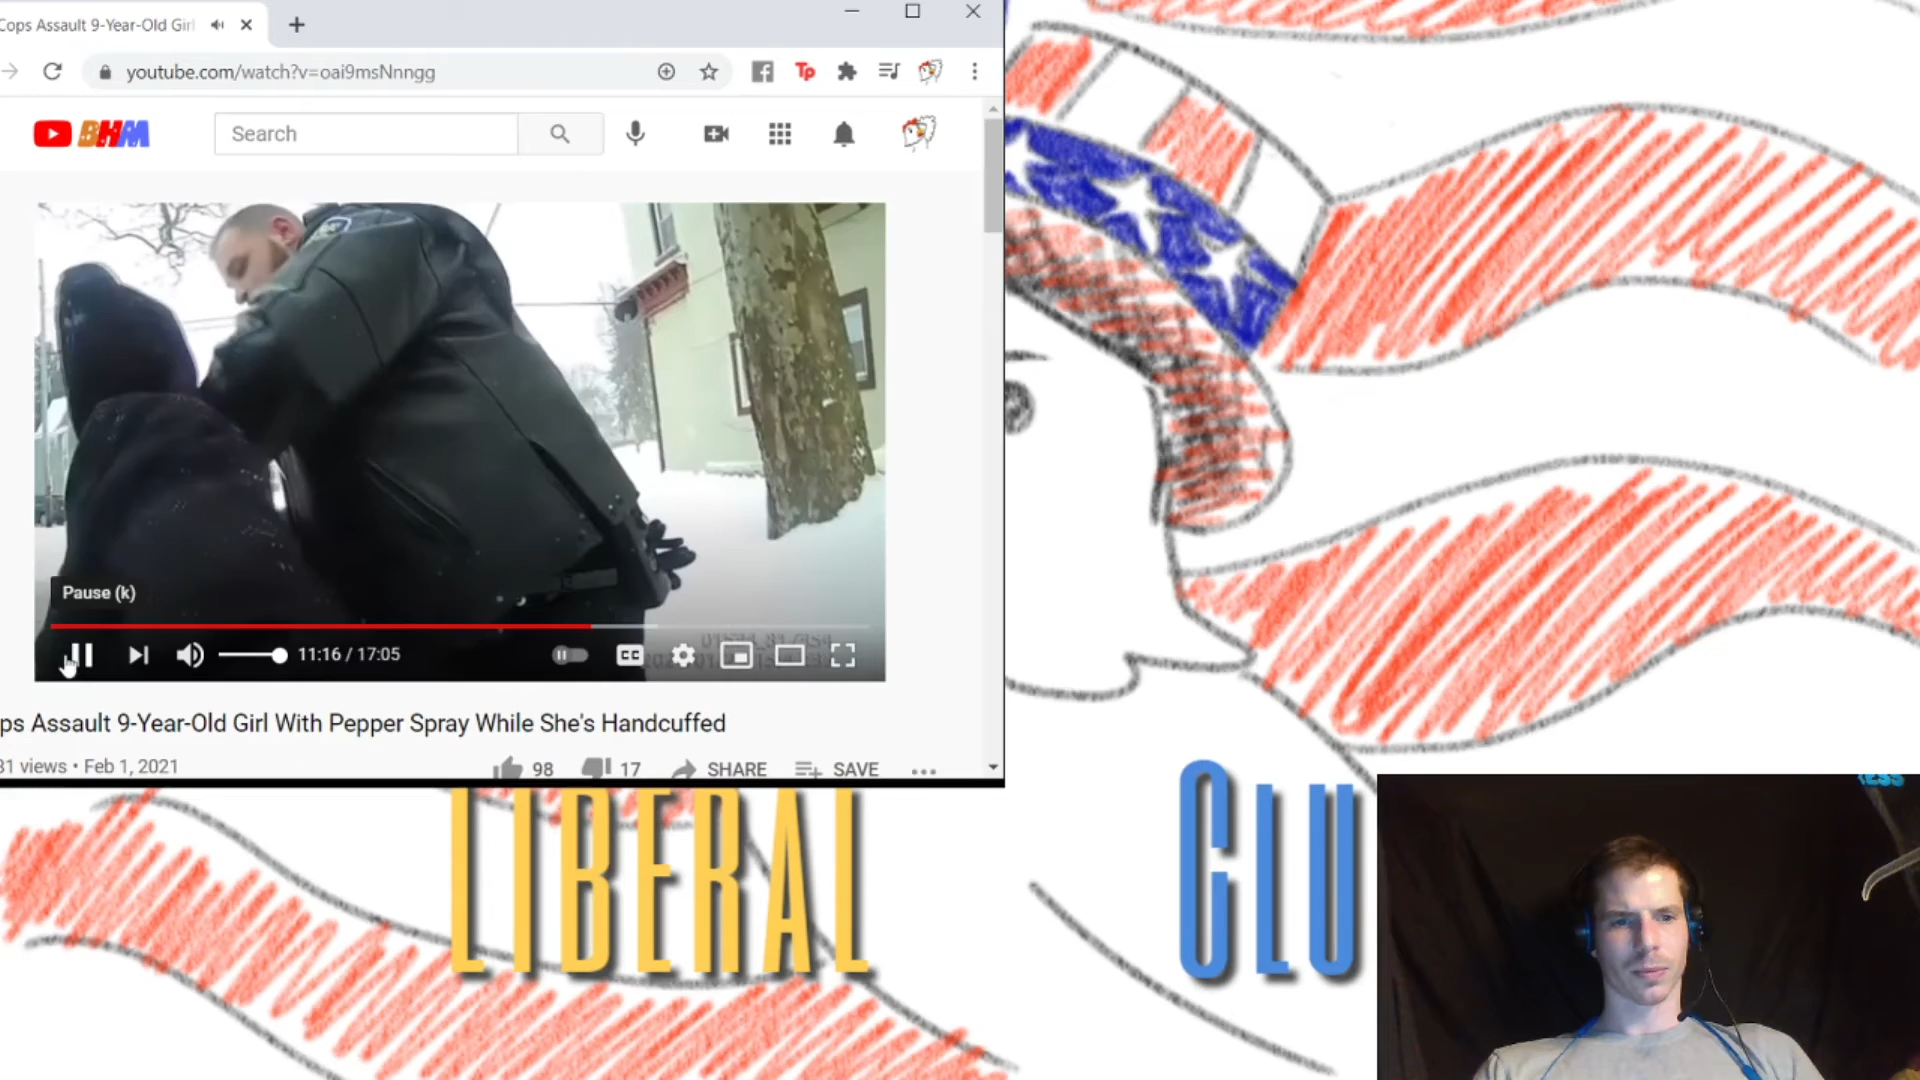 Cops Assault 9-Year-Old Girl
youtube.com/watch?v=oai9msNnngg
Tp
BHM
Search
Pause (k)
11:16 / 17:05
CC
ps Assault 9-Year-Old Girl With Pepper Spray While She's Handcuffed
31 views • Feb 1, 2021
98
17
SHARE
SAVE
LIBERAL
CLU